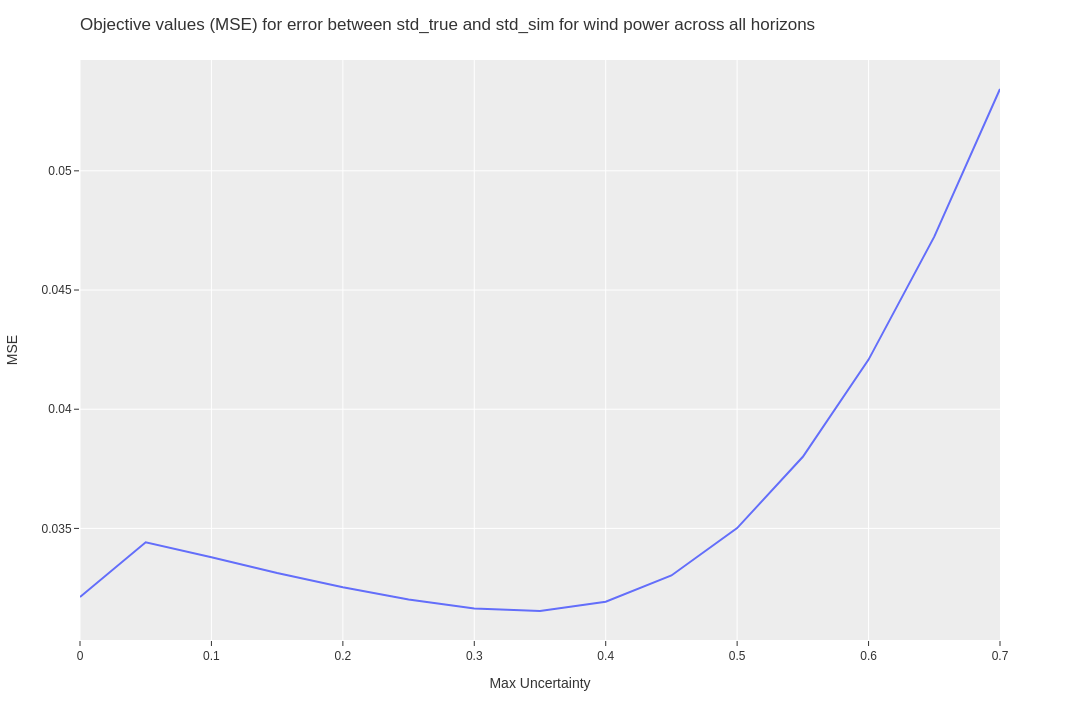 Objective values (MSE) for error between std_true and std_sim for wind power across all horizons
0.05
0.045
0.04
0.035
MSE
0 0.1 0.2 0.3 0.4 0.5 0.6 0.7
Max Uncertainty